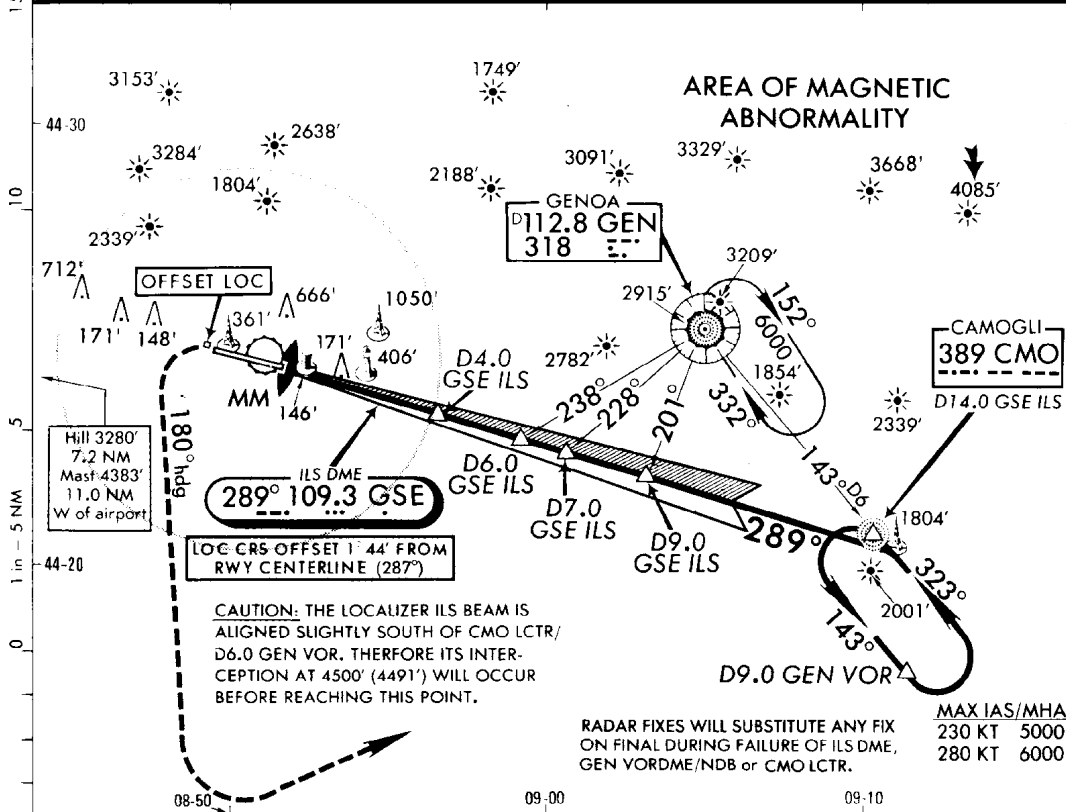 3153'
1749'
AREA OF MAGNETIC
ABNORMALITY
44-30
2638'
3284'
3091'
3329'
3668'
1804'
2188'
4085'
10
GENOA
D112.8 GEN
318
2339'
3209'
712'
OFFSET LOC
666'
1050'
2915'
152°
6000
CAMOGLI
389 CMO
D14.0 GSE ILS
171'
148'
361'
171'
406'
D4.0
GSE ILS
2782'
1854'
MM
146'
238°
228°
201°
332°
2339'
5
Hill 3280'
7.2 NM
Mast 4383'
11.0 NM
W of airport
180° hdg
ILS DME
289° 109.3 GSE
D6.0
GSE ILS
D7.0
GSE ILS
D9.0
GSE ILS
143°
D6
289°
1804'
LOC CRS OFFSET 1°44' FROM
RWY CENTERLINE (287°)
1 in = 5 NM
44-20
2001'
323°
143°
CAUTION: THE LOCALIZER ILS BEAM IS
ALIGNED SLIGHTLY SOUTH OF CMO LCTR/
D6.0 GEN VOR. THERFORE ITS INTER-
CEPTION AT 4500' (4491') WILL OCCUR
BEFORE REACHING THIS POINT.
0
D9.0 GEN VOR
RADAR FIXES WILL SUBSTITUTE ANY FIX
ON FINAL DURING FAILURE OF ILS DME,
GEN VORDME/NDB or CMO LCTR.
MAX IAS/MHA
230 KT 5000
280 KT 6000
08-50
09-00
09-10